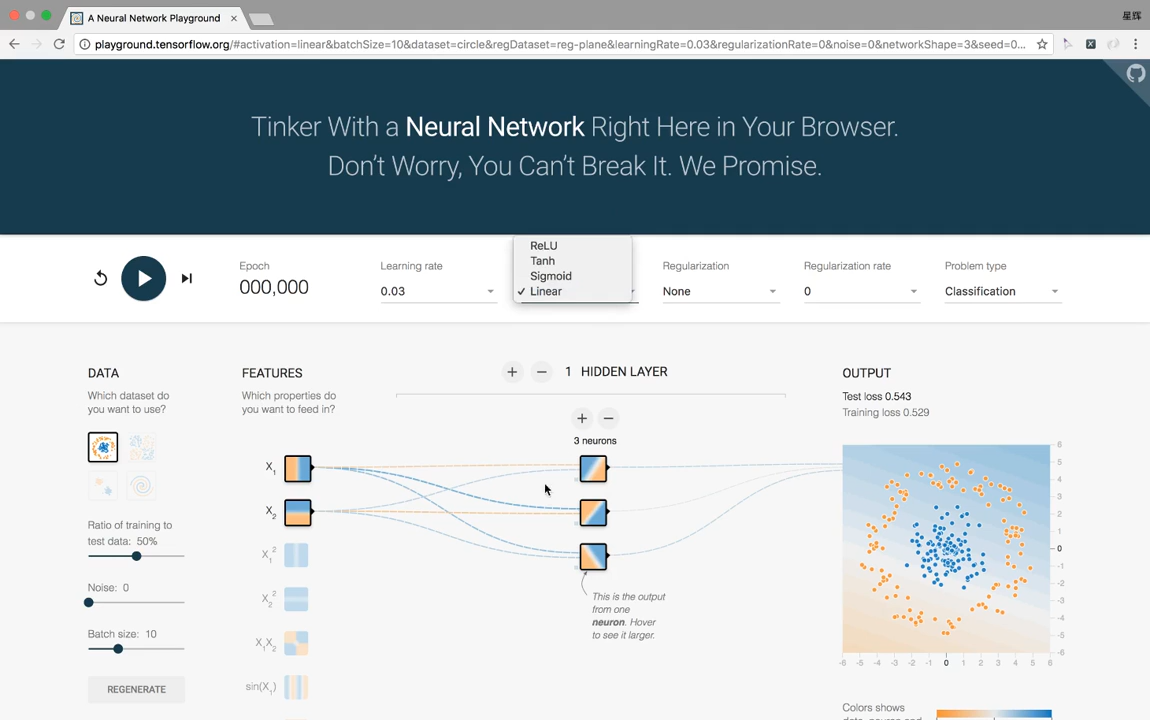 A Neural Network Playground
星辉
playground.tensorflow.org/#activation=linear&batchSize=10&dataset=circle&regDataset=reg-plane&learningRate=0.03&regularizationRate=0&noise=0&networkShape=3&seed=0...
Tinker With a Neural Network Right Here in Your Browser.
Don't Worry, You Can't Break It. We Promise.
Epoch
000,000
Learning rate
0.03
ReLU
Tanh
Sigmoid
✓ Linear
Regularization
None
Regularization rate
0
Problem type
Classification
DATA
Which dataset do
you want to use?
Ratio of training to
test data: 50%
Noise: 0
Batch size: 10
REGENERATE
FEATURES
Which properties do
you want to feed in?
X₁
X₂
X₁²
X₂²
X₁X₂
sin(X₁)
+ − 1 HIDDEN LAYER
+ −
3 neurons
This is the output
from one
neuron. Hover
to see it larger.
OUTPUT
Test loss 0.543
Training loss 0.529
6
5
4
3
2
1
0
-1
-2
-3
-4
-5
-6
-6 -5 -4 -3 -2 -1 0 1 2 3 4 5 6
Colors shows